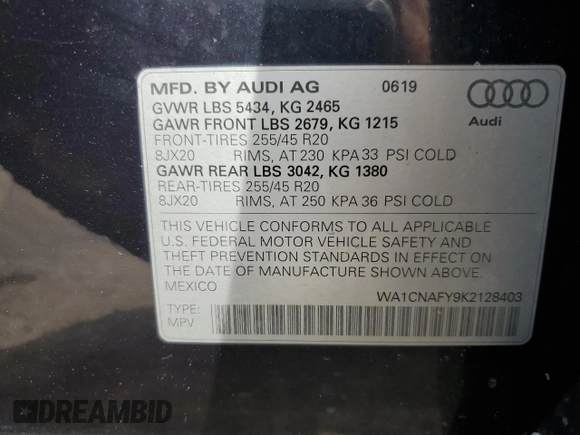 MFD. BY AUDI AG 0619
GVWR LBS 5434, KG 2465
GAWR FRONT LBS 2679, KG 1215
FRONT-TIRES 255/45 R20
8JX20 RIMS, AT 230 KPA 33 PSI COLD
GAWR REAR LBS 3042, KG 1380
REAR-TIRES 255/45 R20
8JX20 RIMS, AT 250 KPA 36 PSI COLD
Audi
THIS VEHICLE CONFORMS TO ALL APPLICABLE
U.S. FEDERAL MOTOR VEHICLE SAFETY AND
THEFT PREVENTION STANDARDS IN EFFECT ON
THE DATE OF MANUFACTURE SHOWN ABOVE.
MEXICO
WA1CNAFY9K2128403
TYPE:
MPV
DREAMBID